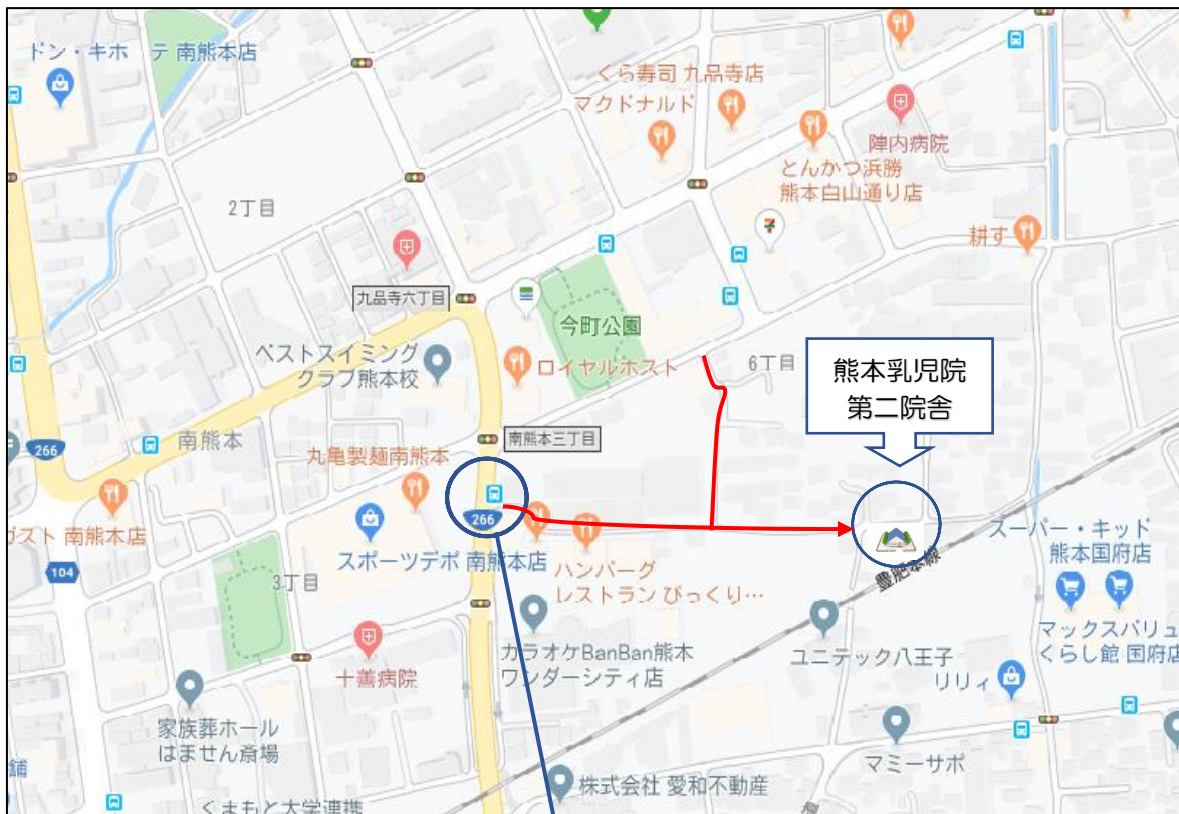 ドン・キホ
テ 南熊本店
くら寿司 九品寺店
マクドナルド
陣内病院
とんかつ浜勝
熊本白山通り店
2丁目
耕す
九品寺六丁目
今町公園
ベストスイミング
クラブ熊本校
ロイヤルホスト
6丁目
熊本乳児院
第二院舎
南熊本
266
南熊本三丁目
丸亀製麺南熊本
266
ガスト 南熊本店
スポーツデポ 南熊本店
スーパー・キッド
熊本国府店
104
3丁目
ハンバーグ
レストラン びっくり…
豊肥本線
マックスバリュ
くらし館 国府店
カラオケBanBan熊本
ワンダーシティ店
ユニテック八王子
リリィ
十善病院
家族葬ホール
はません斎場
マミーサポ
株式会社 愛和不動産
舗
くまもと大学連携